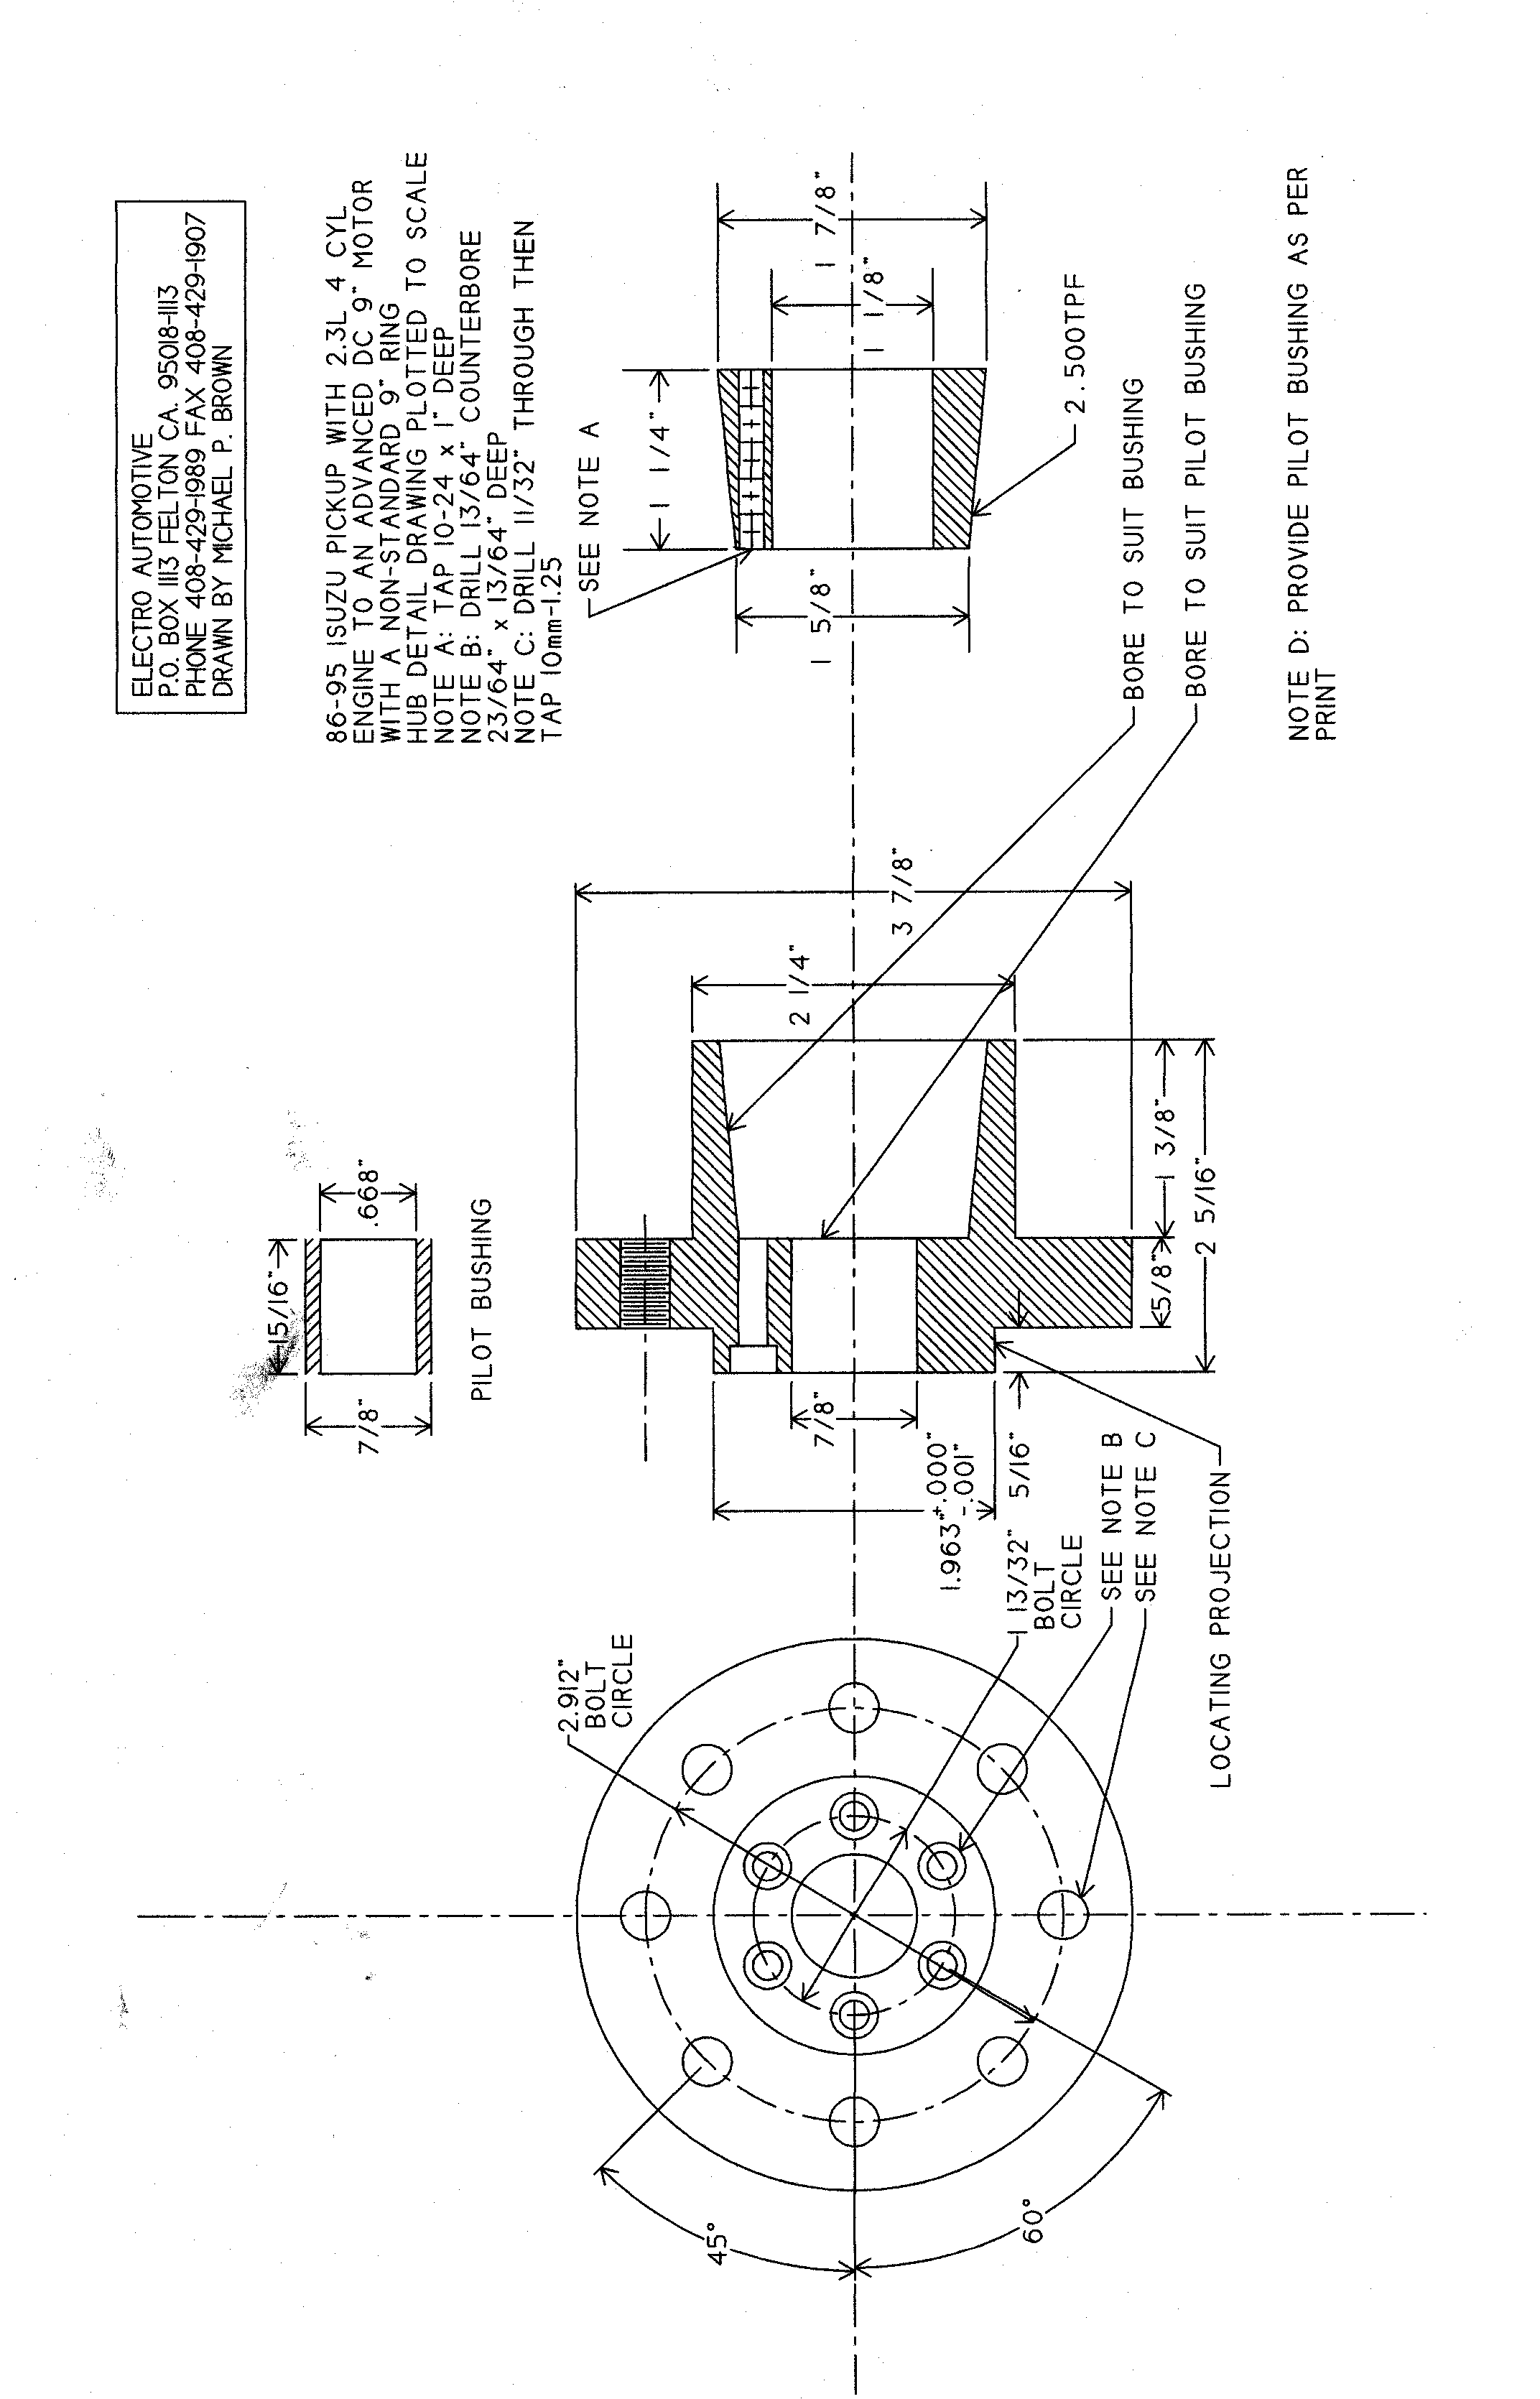 ELECTRO AUTOMOTIVE
P.O. BOX 1113 FELTON CA. 95018-1113
PHONE 408-429-1989 FAX 408-429-1907
DRAWN BY MICHAEL P. BROWN
86-95 ISUZU PICKUP WITH 2.3L 4 CYL
ENGINE TO AN ADVANCED DC 9" MOTOR
WITH A NON-STANDARD 9" RING
HUB DETAIL DRAWING PLOTTED TO SCALE
NOTE A: TAP 10-24 x 1" DEEP
NOTE B: DRILL 13/64" COUNTERBORE
23/64" x 13/64" DEEP
NOTE C: DRILL 11/32" THROUGH THEN
TAP 10mm-1.25
15/16"
.668"
7/8"
PILOT BUSHING
2.912"
BOLT
CIRCLE
45°
60°
1 13/32"
BOLT
CIRCLE
SEE NOTE B
SEE NOTE C
LOCATING PROJECTION
7/8"
1.963" +.000"
-.001"
5/16"
5/8"
1 3/8"
2 5/16"
2 1/4"
3 7/8"
SEE NOTE A
1 1/4"
1 5/8"
1 1/8"
1 7/8"
2.500TPF
BORE TO SUIT BUSHING
BORE TO SUIT PILOT BUSHING
NOTE D: PROVIDE PILOT BUSHING AS PER
PRINT